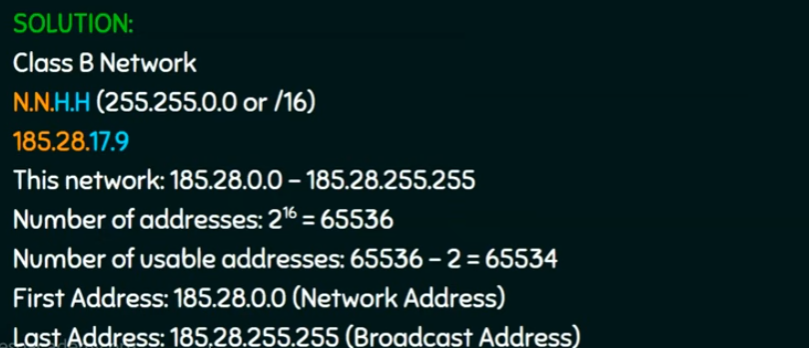 SOLUTION:
Class B Network
N.N.H.H (255.255.0.0 or /16)
185.28.17.9
This network: 185.28.0.0 – 185.28.255.255
Number of addresses: 2¹⁶ = 65536
Number of usable addresses: 65536 – 2 = 65534
First Address: 185.28.0.0 (Network Address)
Last Address: 185.28.255.255 (Broadcast Address)